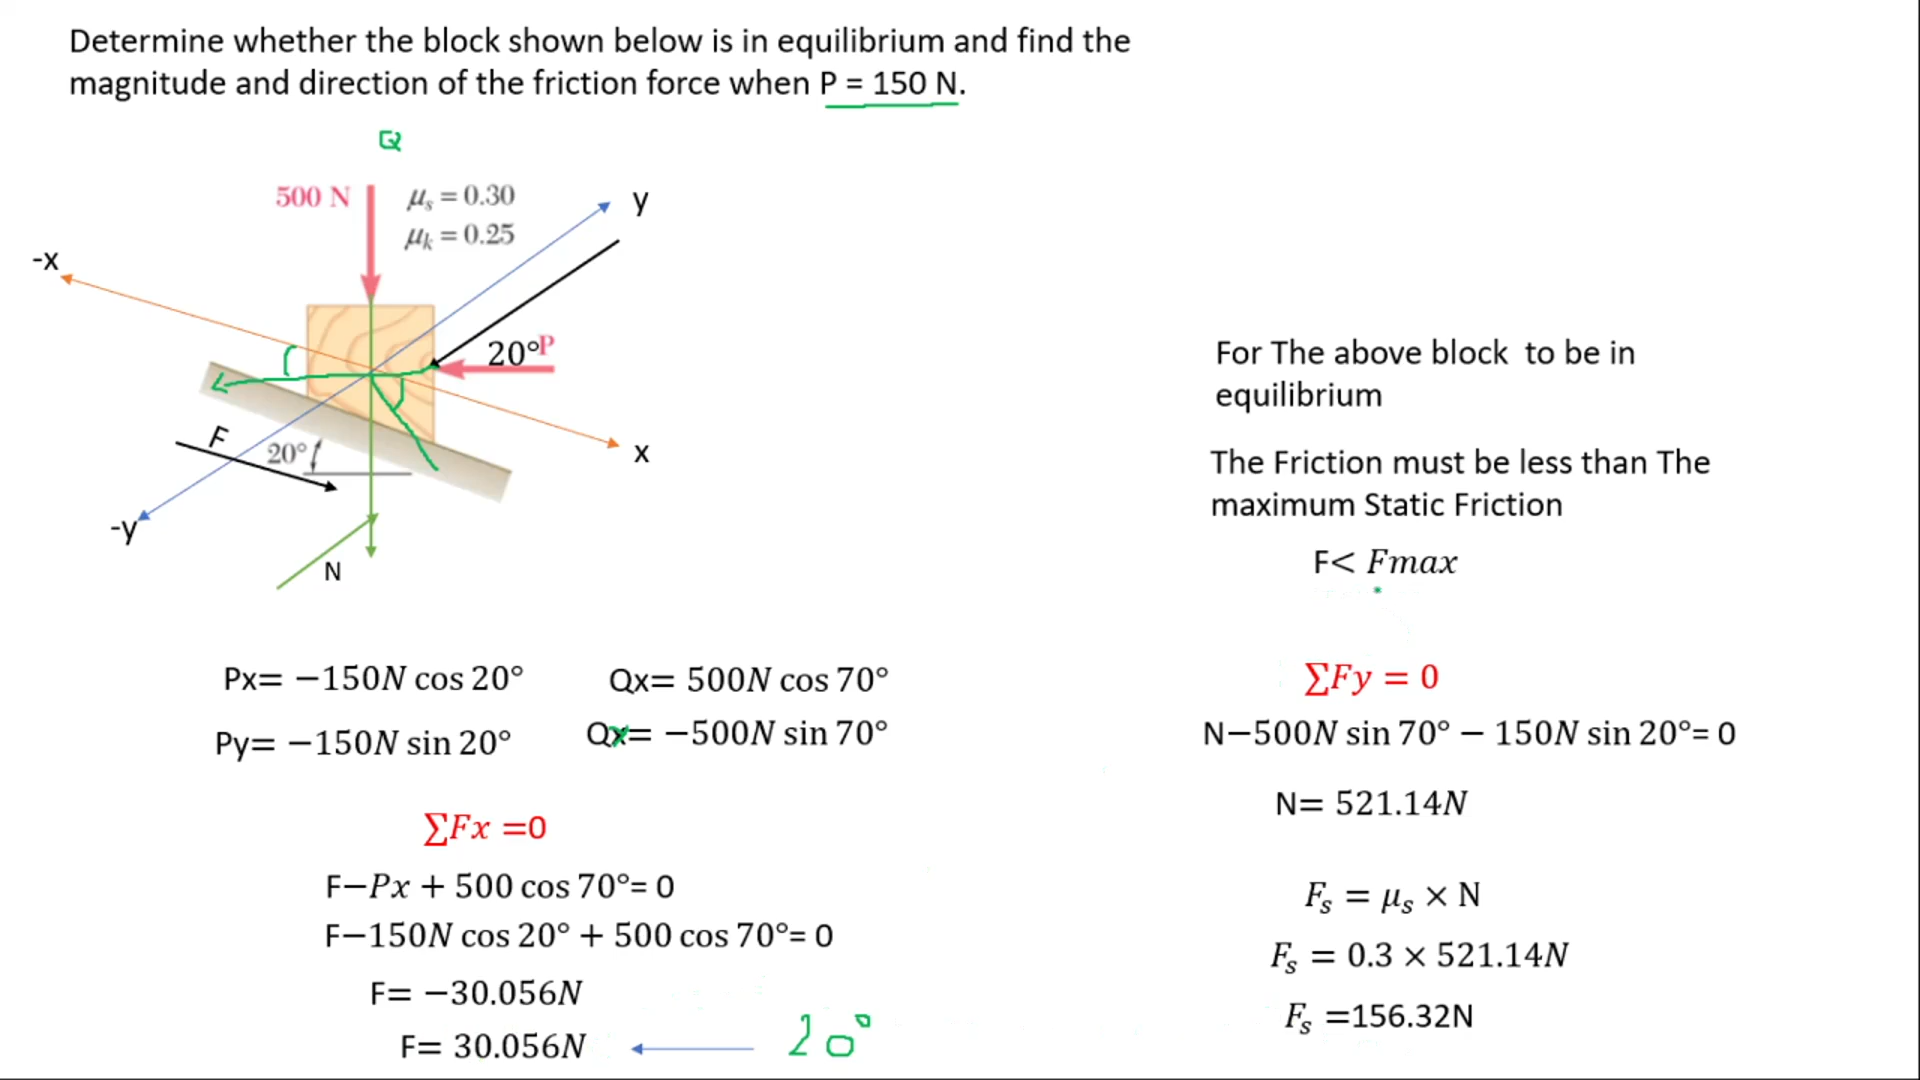 Determine whether the block shown below is in equilibrium and find the
magnitude and direction of the friction force when P = 150 N.
Q
500 N
μs = 0.30
μk = 0.25
y
-x
20° P
F
20°
x
-y
N
For The above block to be in
equilibrium
The Friction must be less than The
maximum Static Friction
F< Fmax
Px= −150N cos 20°
Qx= 500N cos 70°
Py= −150N sin 20°
Qy= −500N sin 70°
∑Fx =0
F−Px + 500 cos 70°= 0
F−150N cos 20° + 500 cos 70°= 0
F= −30.056N
F= 30.056N
20°
∑Fy = 0
N−500N sin 70° − 150N sin 20°= 0
N= 521.14N
Fs = μs × N
Fs = 0.3 × 521.14N
Fs =156.32N